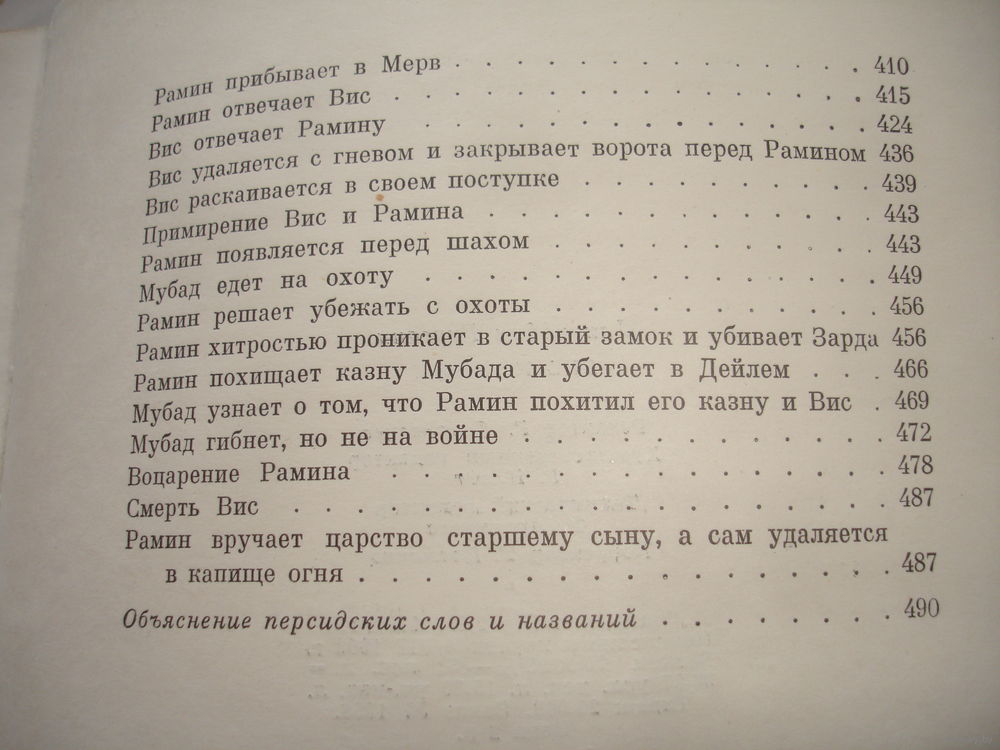 Рамин прибывает в Мерв . . . . . . . . . . . . . . 410
Рамин отвечает Вис . . . . . . . . . . . . . . . . 415
Вис отвечает Рамину . . . . . . . . . . . . . . . 424
Вис удаляется с гневом и закрывает ворота перед Рамином 436
Вис раскаивается в своем поступке . . . . . . . . . . 439
Примирение Вис и Рамина . . . . . . . . . . . . . 443
Рамин появляется перед шахом . . . . . . . . . . . 443
Мубад едет на охоту . . . . . . . . . . . . . . . 449
Рамин решает убежать с охоты . . . . . . . . . . . 456
Рамин хитростью проникает в старый замок и убивает Зарда 456
Рамин похищает казну Мубада и убегает в Дейлем . . . 466
Мубад узнает о том, что Рамин похитил его казну и Вис . 469
Мубад гибнет, но не на войне . . . . . . . . . . . . 472
Воцарение Рамина . . . . . . . . . . . . . . . . 478
Смерть Вис . . . . . . . . . . . . . . . . . . 487
Рамин вручает царство старшему сыну, а сам удаляется
в капище огня . . . . . . . . . . . . . . . . . 487
Объяснение персидских слов и названий . . . . . . . . 490